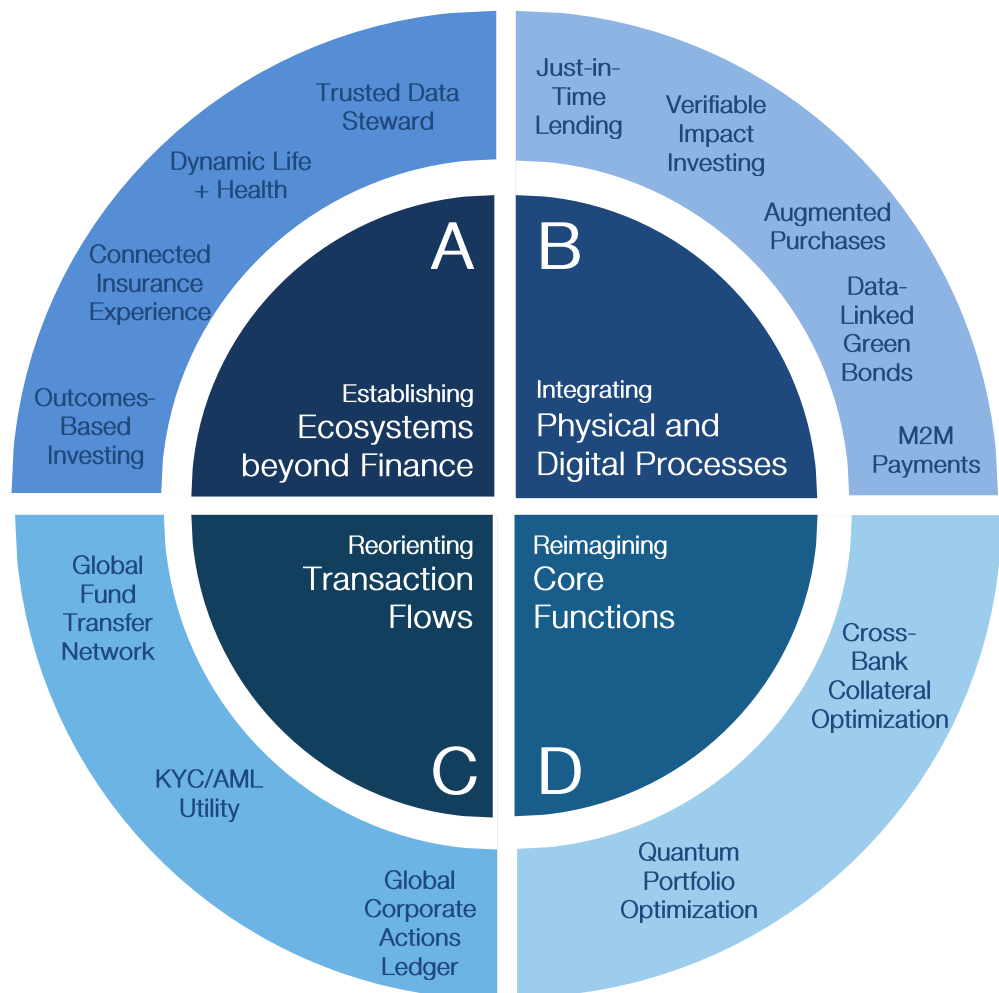 Trusted Data
Steward
Dynamic Life
+ Health
Connected
Insurance
Experience
Outcomes-
Based
Investing
A
Establishing
Ecosystems
beyond Finance
Just-in-
Time
Lending
Verifiable
Impact
Investing
Augmented
Purchases
Data-
Linked
Green
Bonds
M2M
Payments
B
Integrating
Physical and
Digital Processes
Reorienting
Transaction
Flows
C
Global
Fund
Transfer
Network
KYC/AML
Utility
Global
Corporate
Actions
Ledger
Reimagining
Core
Functions
D
Cross-
Bank
Collateral
Optimization
Quantum
Portfolio
Optimization